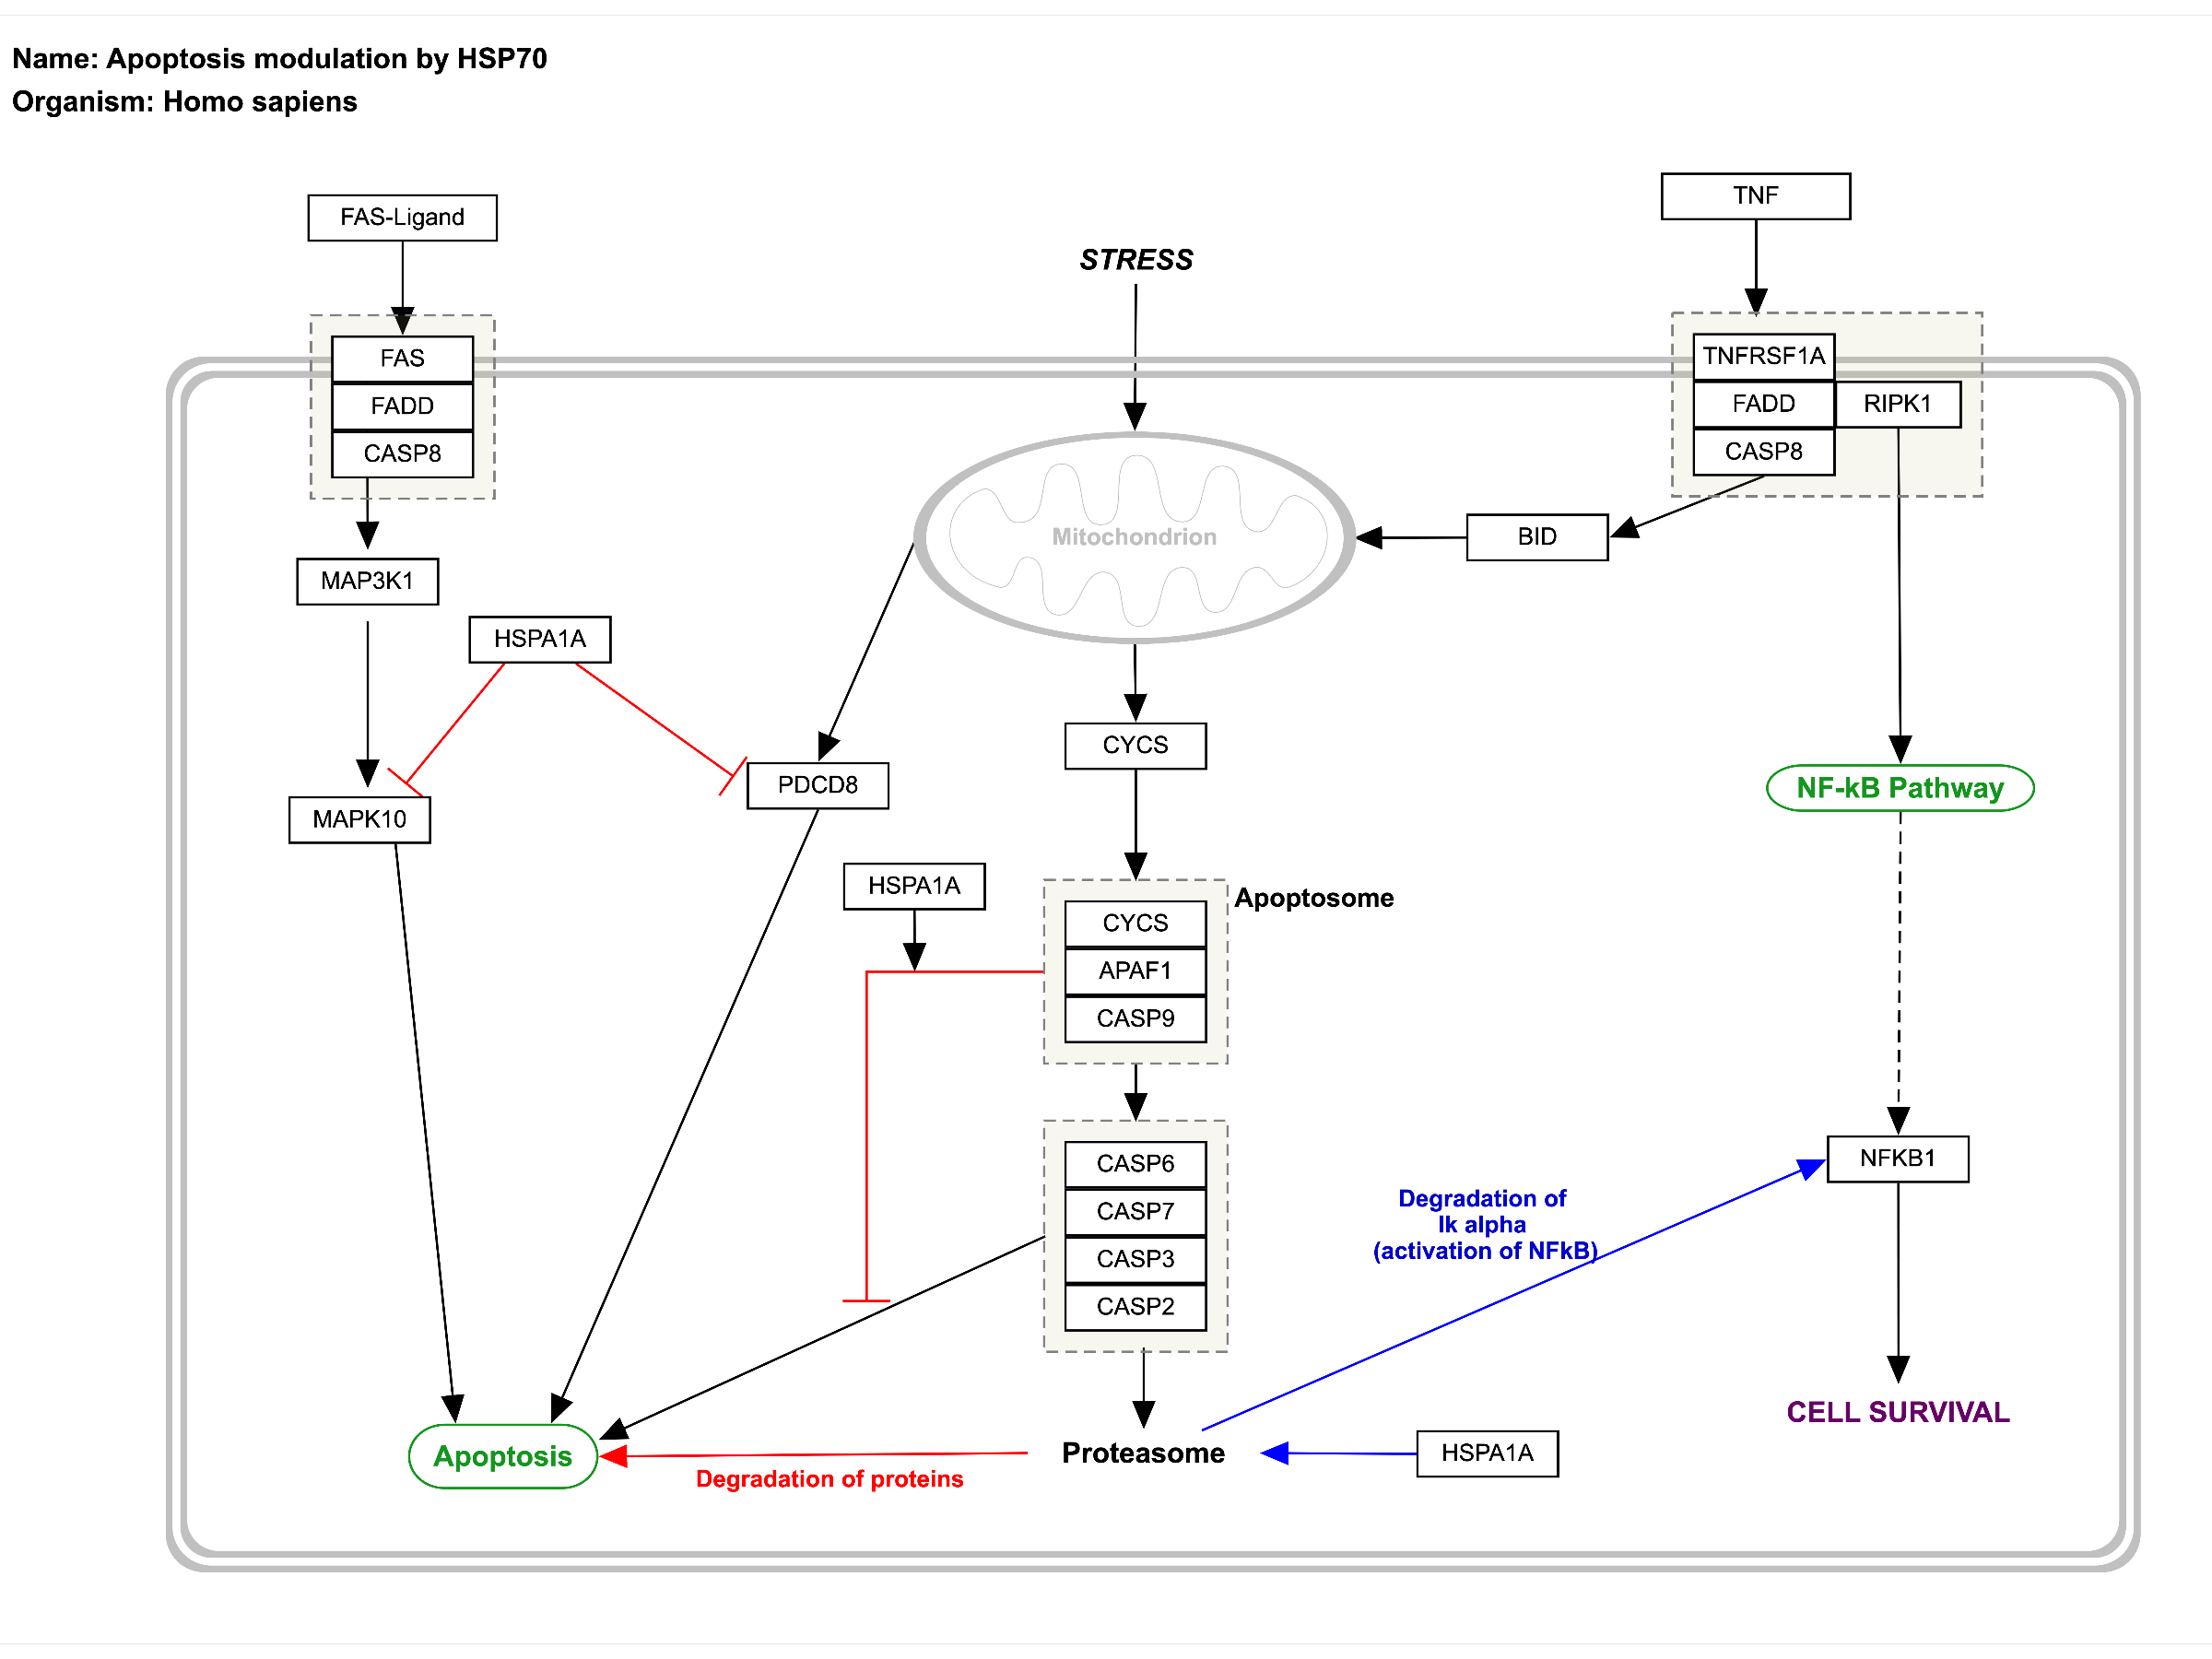 Name: Apoptosis modulation by HSP70
Organism: Homo sapiens
FAS-Ligand
TNF
STRESS
FAS
FADD
CASP8
TNFRSF1A
FADD
RIPK1
CASP8
Mitochondrion
BID
MAP3K1
HSPA1A
CYCS
PDCD8
NF-kB Pathway
MAPK10
HSPA1A
Apoptosome
CYCS
APAF1
CASP9
CASP6
CASP7
CASP3
CASP2
NFKB1
Degradation of
Ik alpha
(activation of NFkB)
CELL SURVIVAL
Apoptosis
Degradation of proteins
Proteasome
HSPA1A